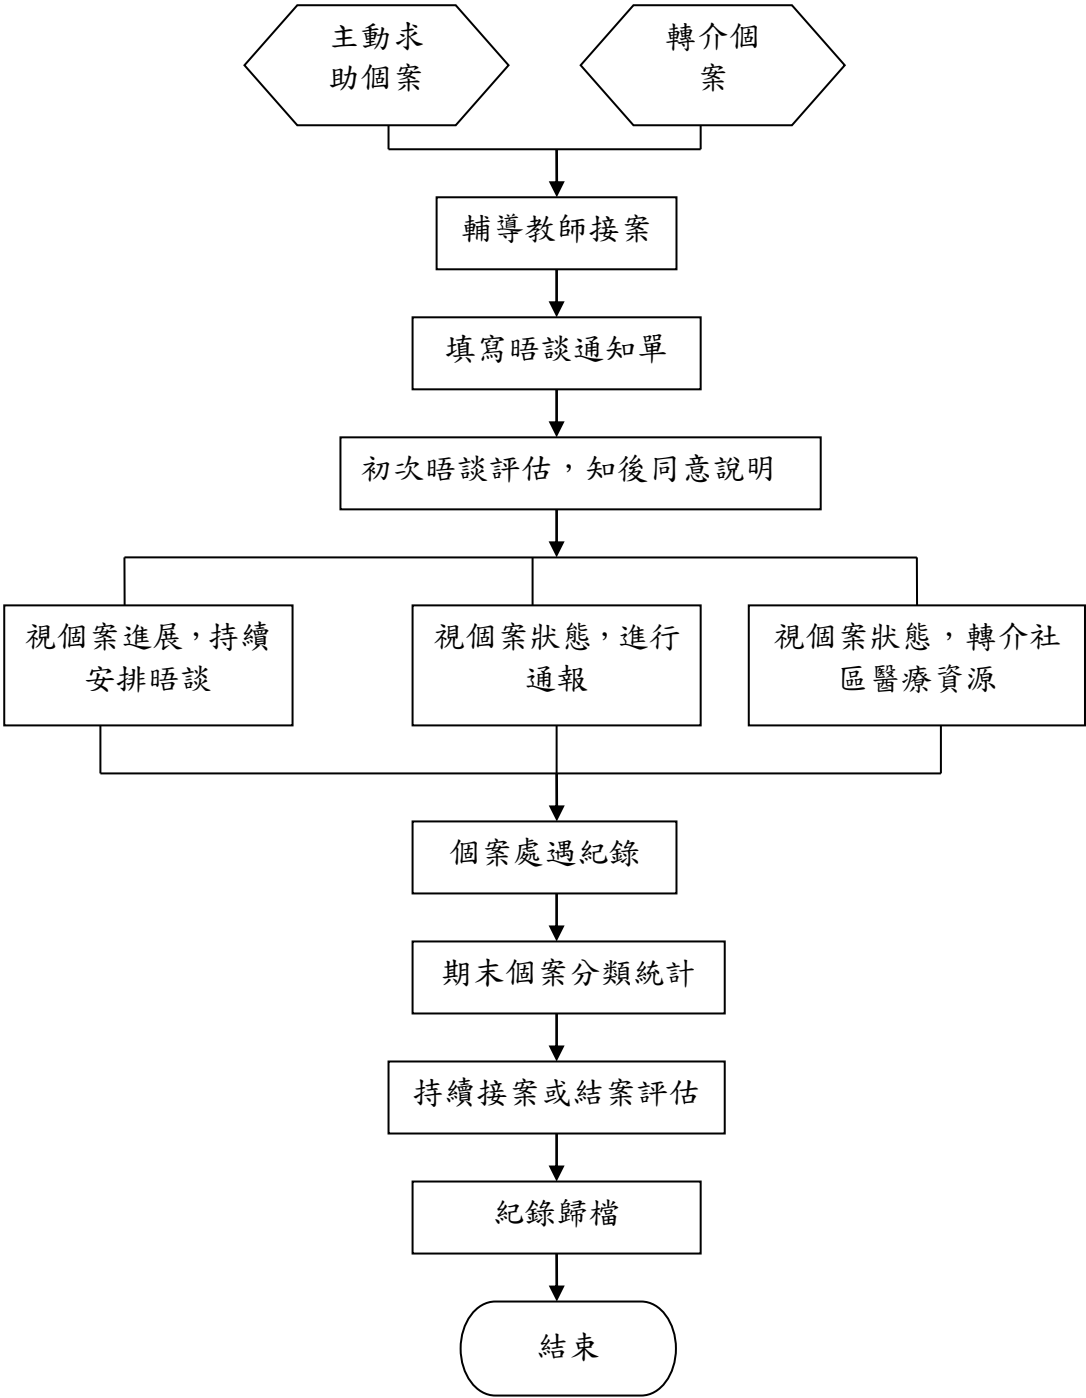 主動求
助個案
轉介個
案
輔導教師接案
填寫晤談通知單
初次晤談評估，知後同意說明
視個案進展，持續
安排晤談
視個案狀態，進行
通報
視個案狀態，轉介社
區醫療資源
個案處遇紀錄
期末個案分類統計
持續接案或結案評估
紀錄歸檔
結束